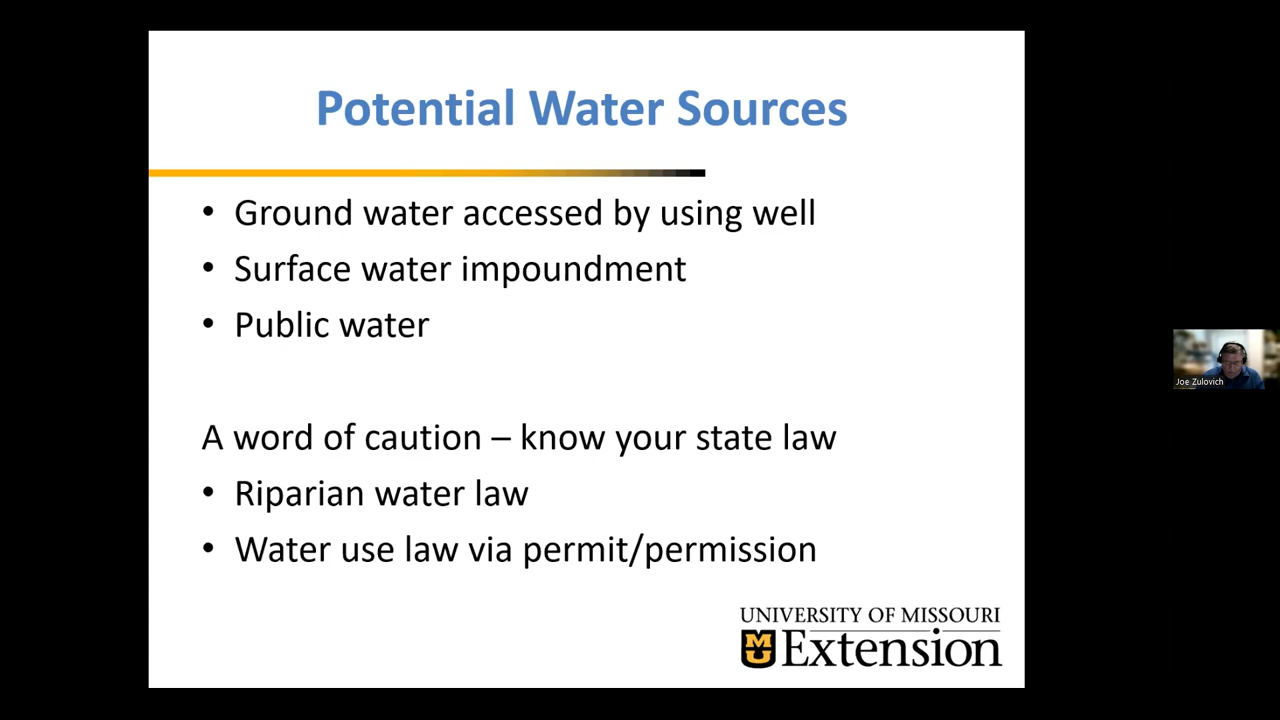 Potential Water Sources
• Ground water accessed by using well
• Surface water impoundment
• Public water
A word of caution – know your state law
• Riparian water law
• Water use law via permit/permission
UNIVERSITY OF MISSOURI
MU Extension
Joe Zulovich